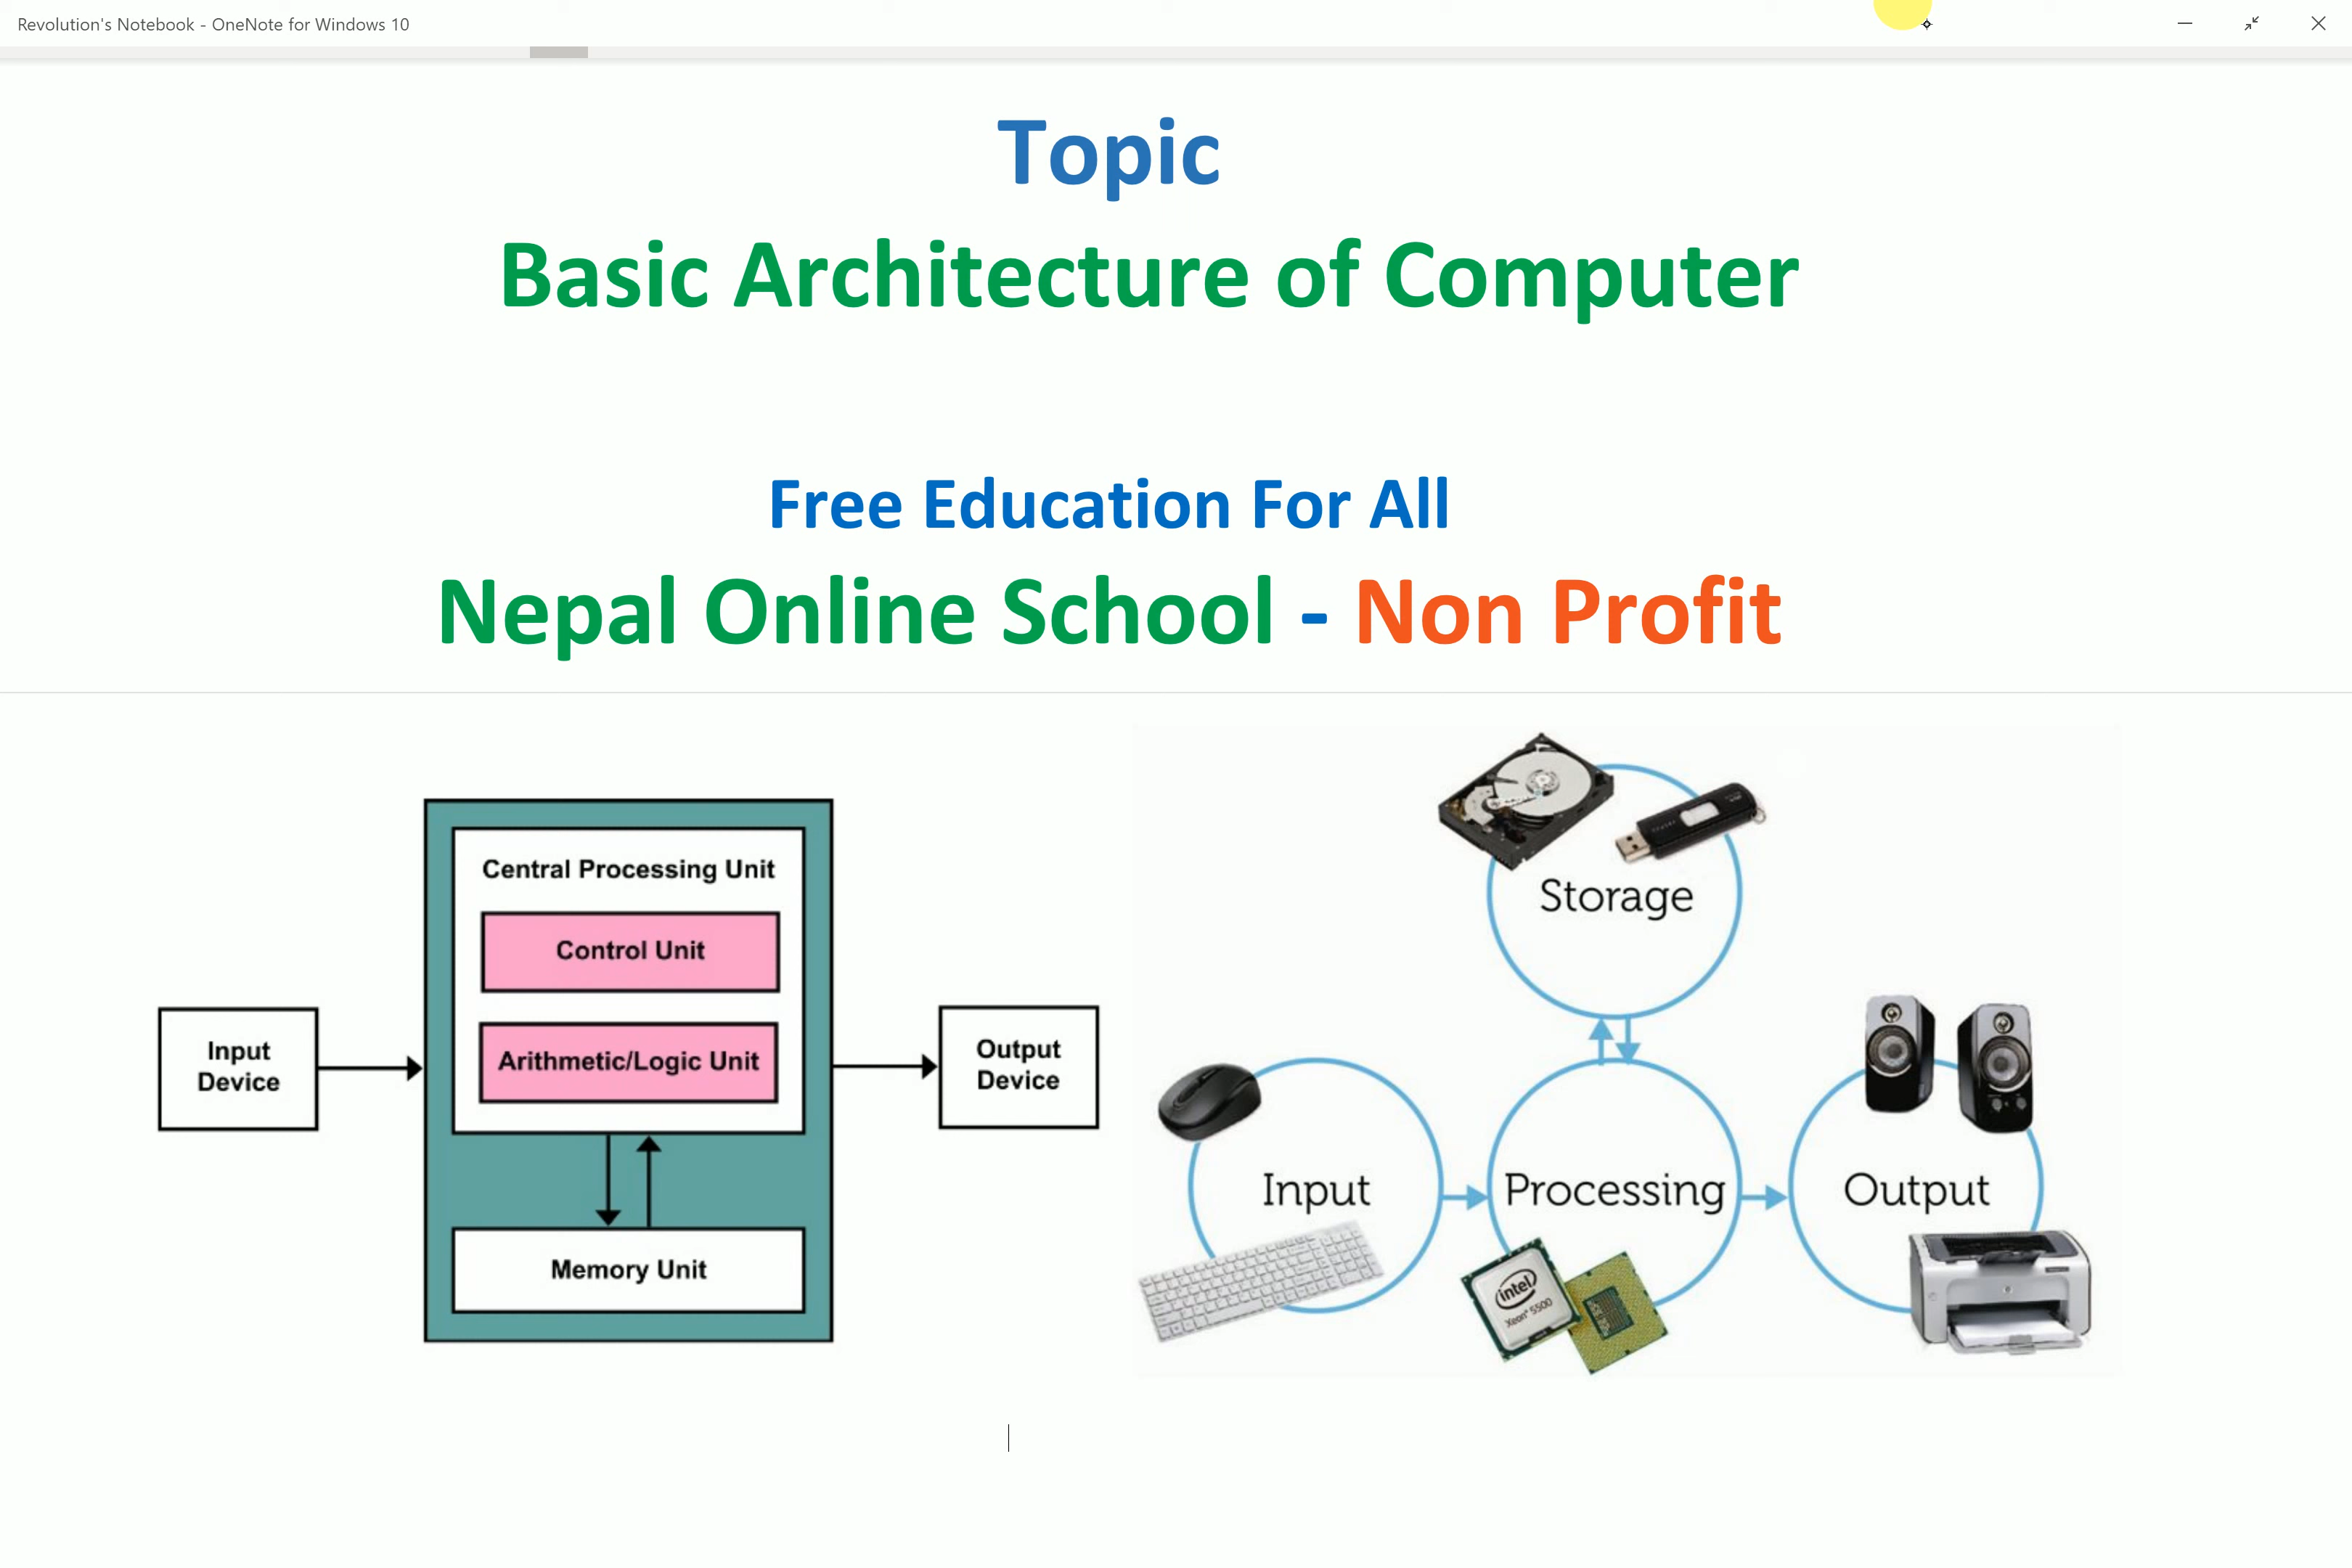 Revolution's Notebook - OneNote for Windows 10
Topic
Basic Architecture of Computer
Free Education For All
Nepal Online School - Non Profit
Central Processing Unit
Control Unit
Arithmetic/Logic Unit
Memory Unit
Input
Device
Output
Device
Storage
Input
Processing
Output
intel
Xeon® 5500